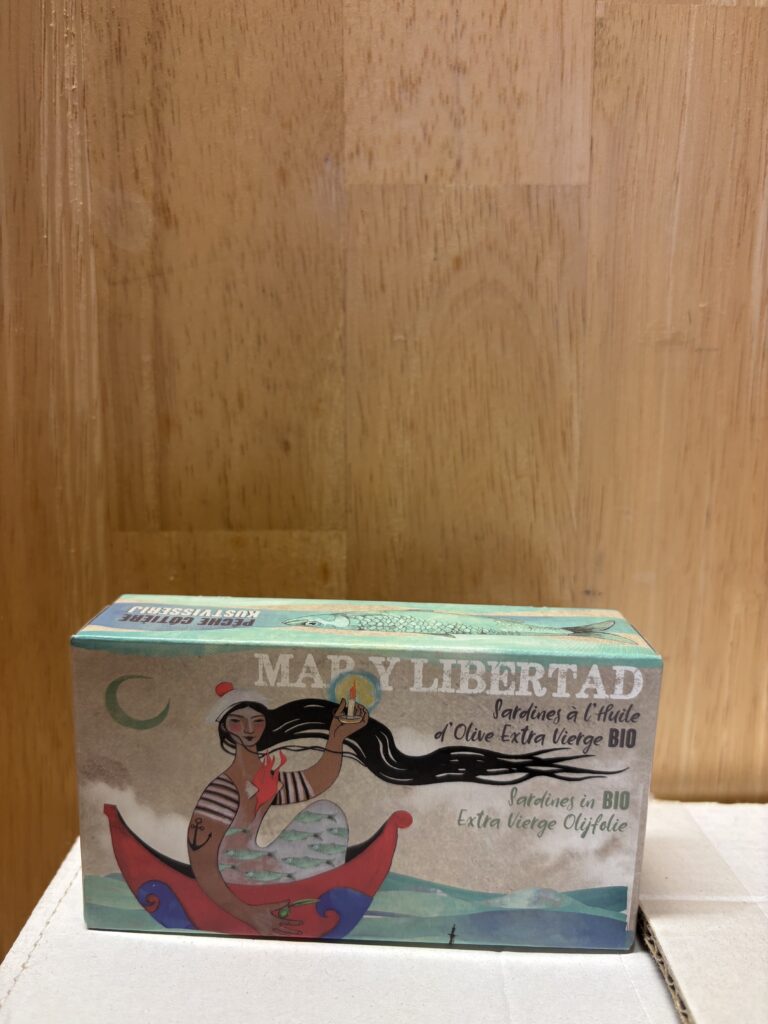 PÊCHE CÔTIÈRE
KUSTVISSERIJ
MAR Y LIBERTAD
Sardines à l'Huile
d'Olive Extra Vierge BIO
Sardines in BIO
Extra Vierge Olijfolie